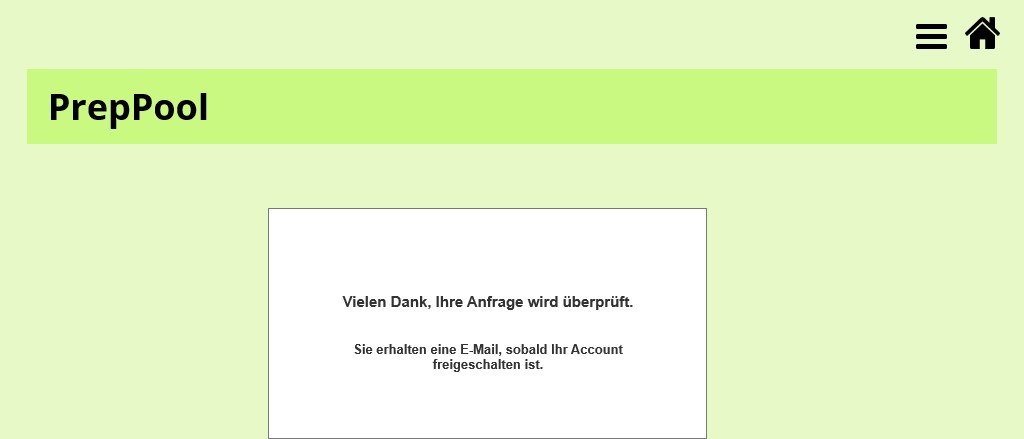 PrepPool
Vielen Dank, Ihre Anfrage wird überprüft.
Sie erhalten eine E-Mail, sobald Ihr Account
freigeschalten ist.